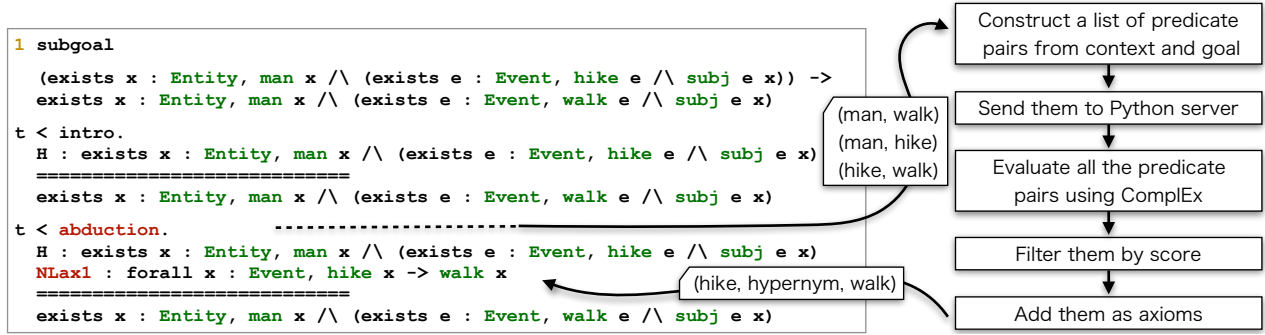 1 subgoal
(exists x : Entity, man x /\ (exists e : Event, hike e /\ subj e x)) ->
exists x : Entity, man x /\ (exists e : Event, walk e /\ subj e x)
t < intro.
H : exists x : Entity, man x /\ (exists e : Event, hike e /\ subj e x)
=============================
exists x : Entity, man x /\ (exists e : Event, walk e /\ subj e x)
t < abduction.
H : exists x : Entity, man x /\ (exists e : Event, hike e /\ subj e x)
NLax1 : forall x : Event, hike x -> walk x
=============================
exists x : Entity, man x /\ (exists e : Event, walk e /\ subj e x)
(man, walk)
(man, hike)
(hike, walk)
(hike, hypernym, walk)
Construct a list of predicate
pairs from context and goal
Send them to Python server
Evaluate all the predicate
pairs using ComplEx
Filter them by score
Add them as axioms